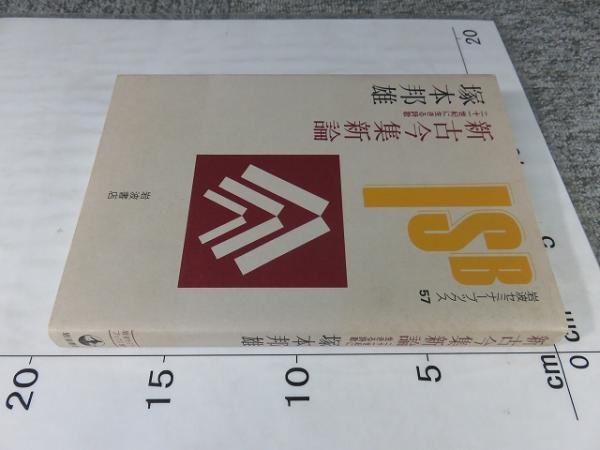 岩波セミナーブックス
57
ISB
新古今集新論
二十一世紀に生きる詩歌
塚本邦雄
岩波書店
新古今集新論
二十一世紀に生きる詩歌
塚本邦雄
20
15
10
5
0
cm
cm
5
20